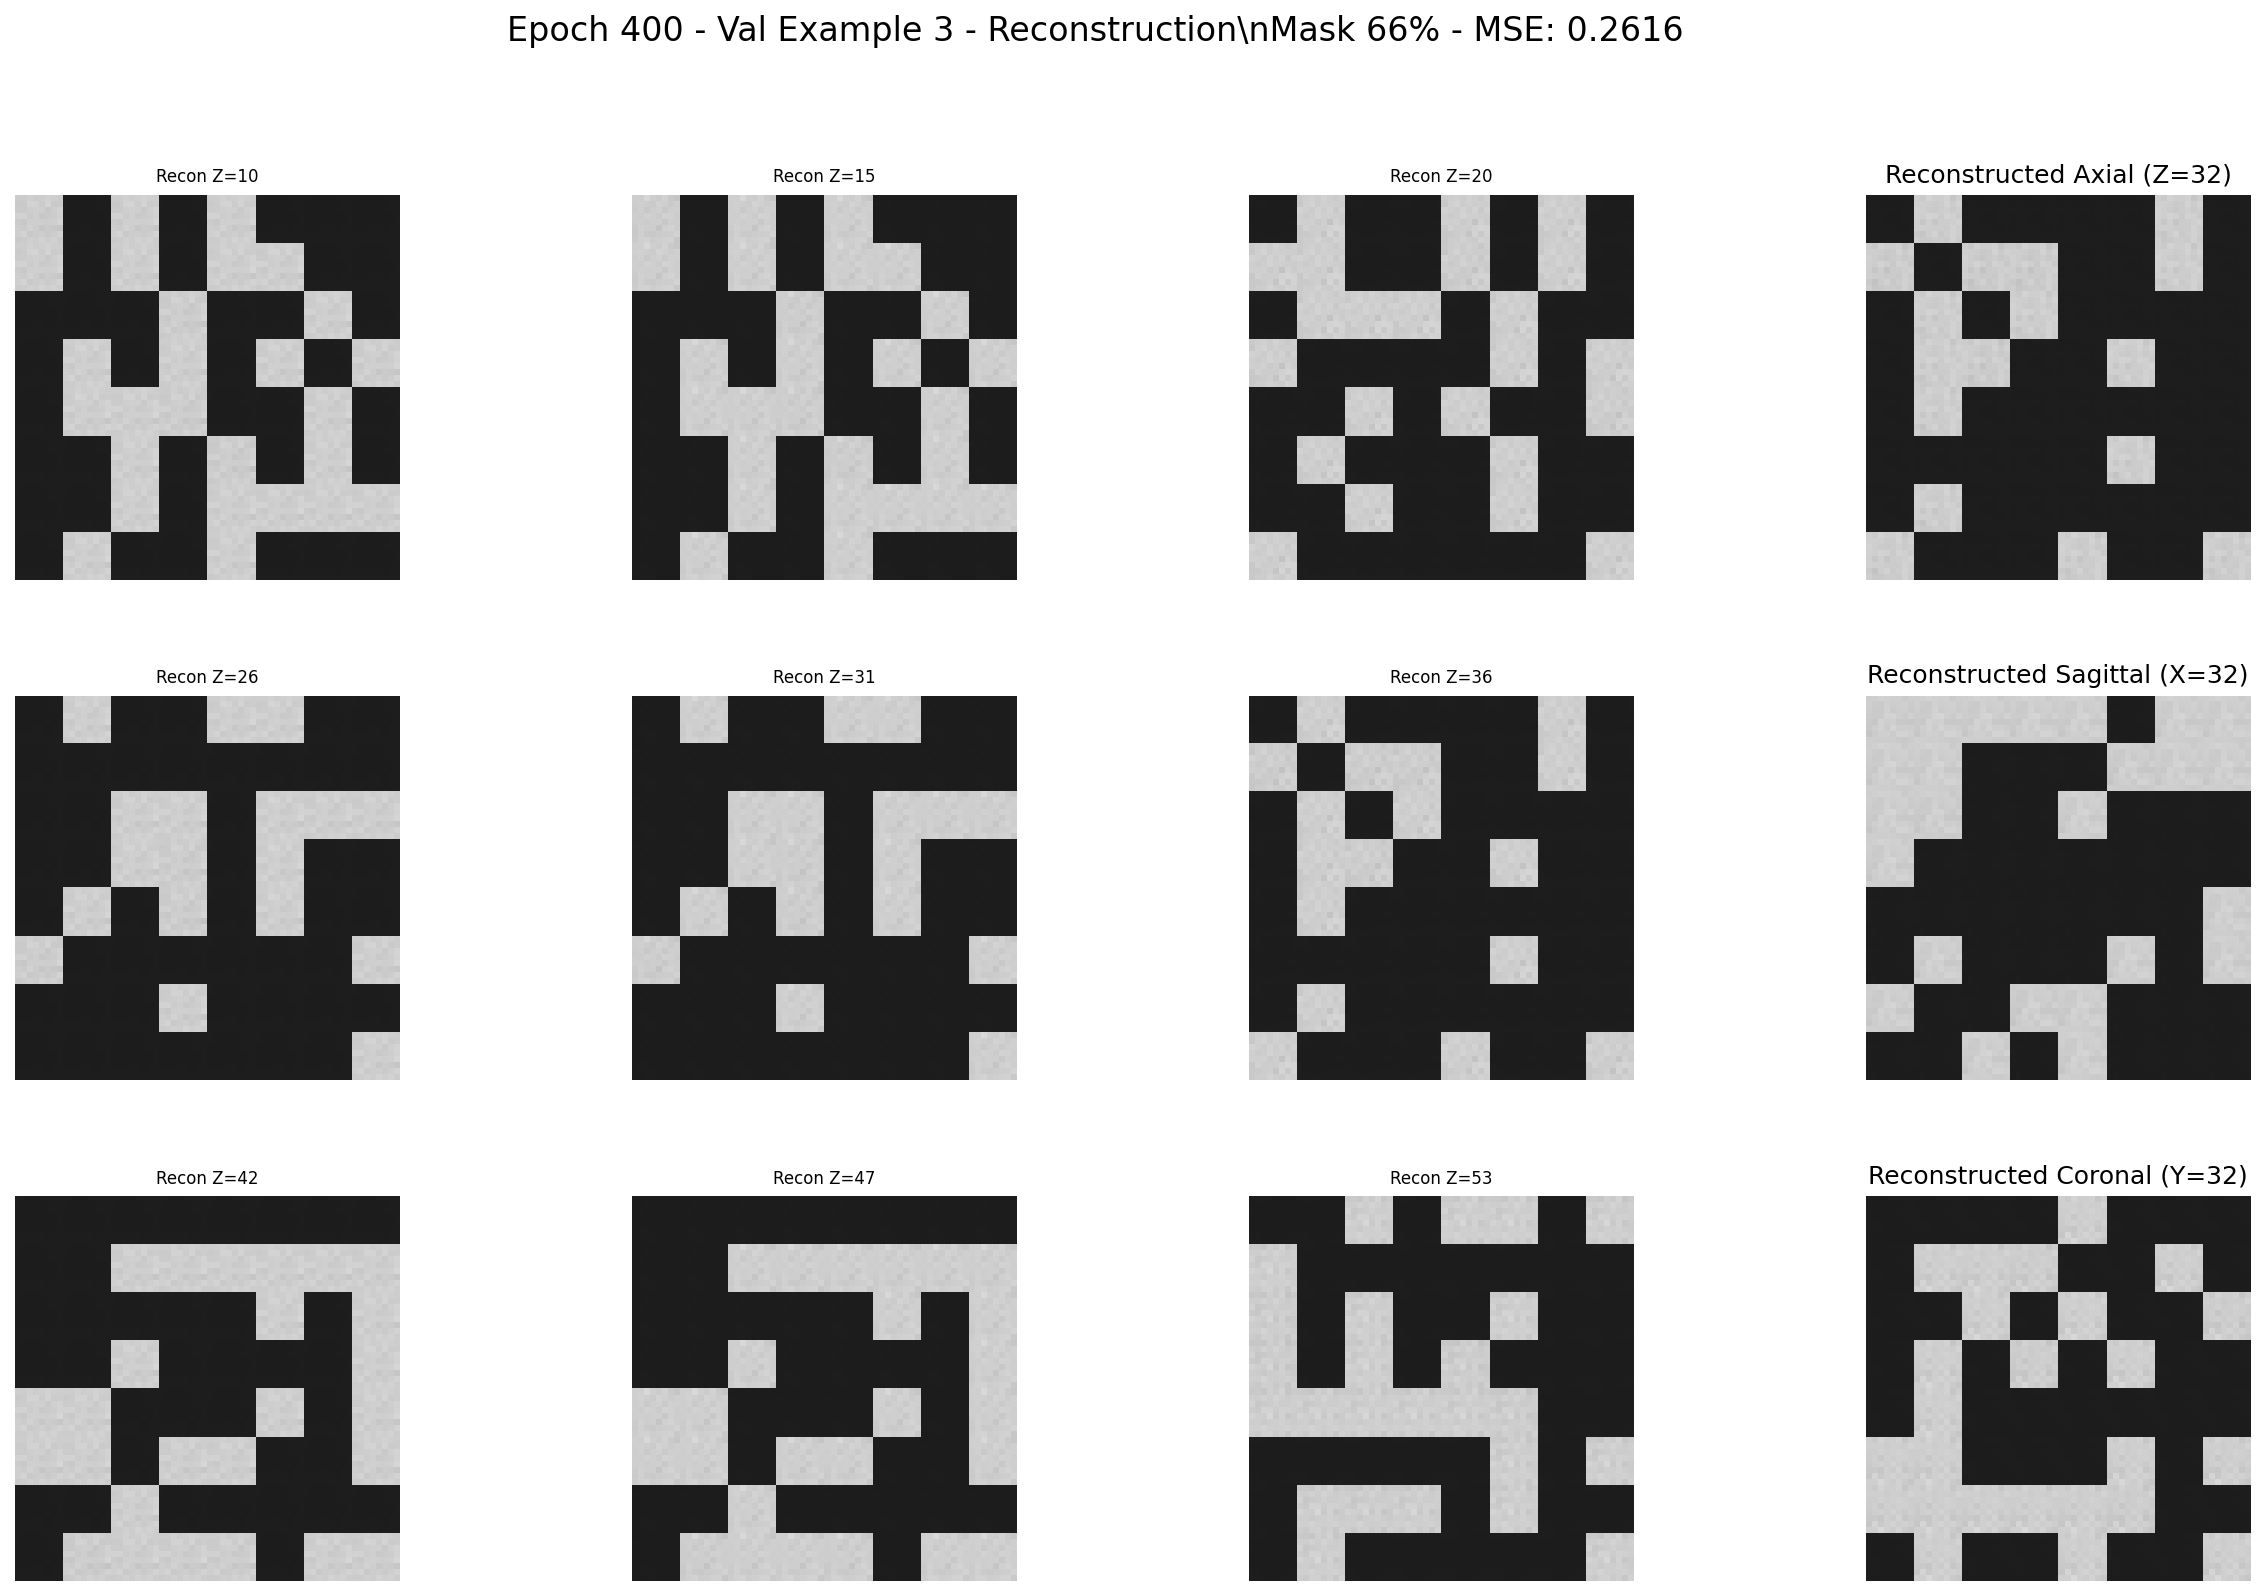 Epoch 400 - Val Example 3 - Reconstruction\nMask 66% - MSE: 0.2616
Recon Z=10
Recon Z=15
Recon Z=20
Reconstructed Axial (Z=32)
Recon Z=26
Recon Z=31
Recon Z=36
Reconstructed Sagittal (X=32)
Recon Z=42
Recon Z=47
Recon Z=53
Reconstructed Coronal (Y=32)